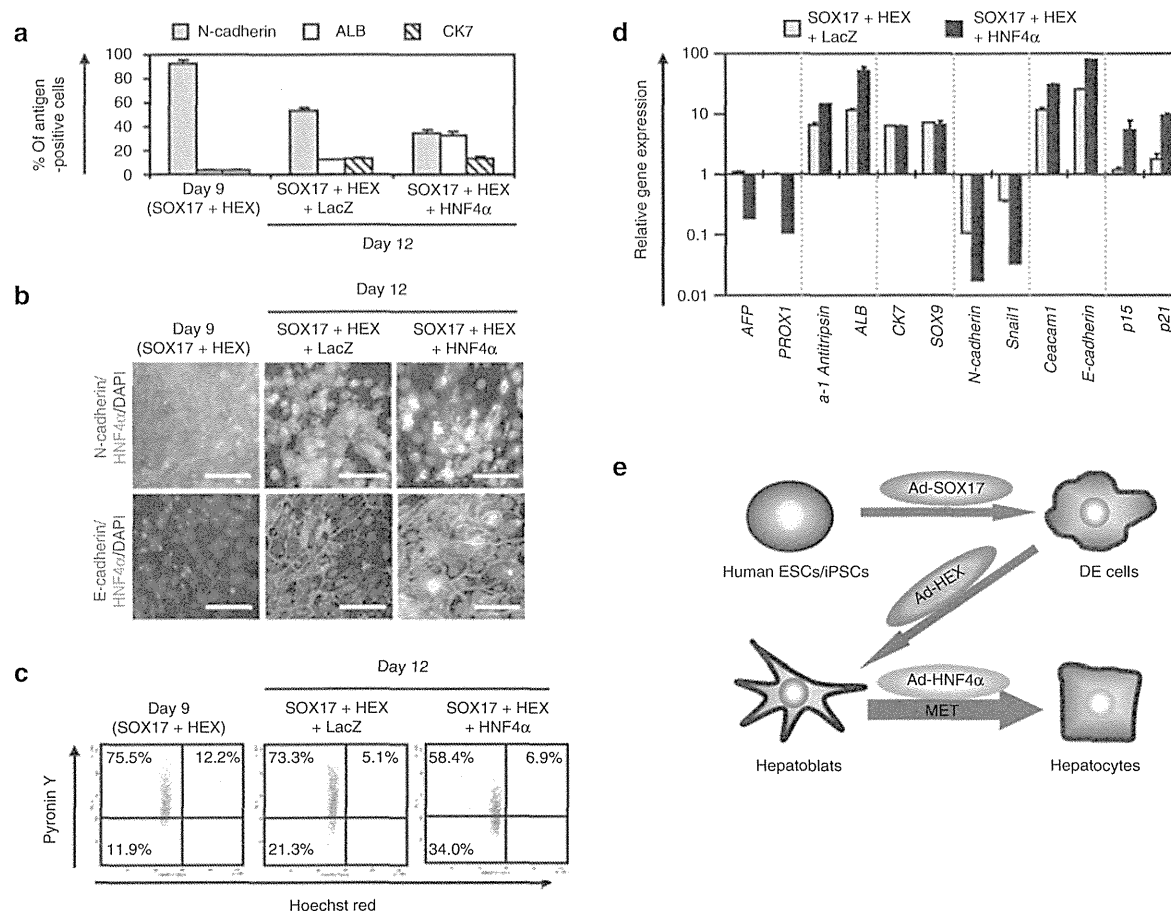 a
N-cadherin ALB CK7
% Of antigen
-positive cells
100
80
60
40
20
0
Day 9
(SOX17 + HEX)
SOX17 + HEX
+ LacZ
SOX17 + HEX
+ HNF4α
Day 12
b
Day 12
Day 9
(SOX17 + HEX)
SOX17 + HEX
+ LacZ
SOX17 + HEX
+ HNF4α
N-cadherin/
HNF4α/DAPI
E-cadherin/
HNF4α/DAPI
c
Day 12
Day 9
(SOX17 + HEX)
SOX17 + HEX
+ LacZ
SOX17 + HEX
+ HNF4α
Pyronin Y
75.5% 12.2%
11.9%
73.3% 5.1%
21.3%
58.4% 6.9%
34.0%
Hoechst red
d
SOX17 + HEX
+ LacZ
SOX17 + HEX
+ HNF4α
Relative gene expression
100
10
1
0.1
0.01
AFP
PROX1
a-1 Antitripsin
ALB
CK7
SOX9
N-cadherin
Snail1
Ceacam1
E-cadherin
p15
p21
e
Ad-SOX17
Human ESCs/iPSCs
DE cells
Ad-HEX
Ad-HNF4α
MET
Hepatoblats
Hepatocytes